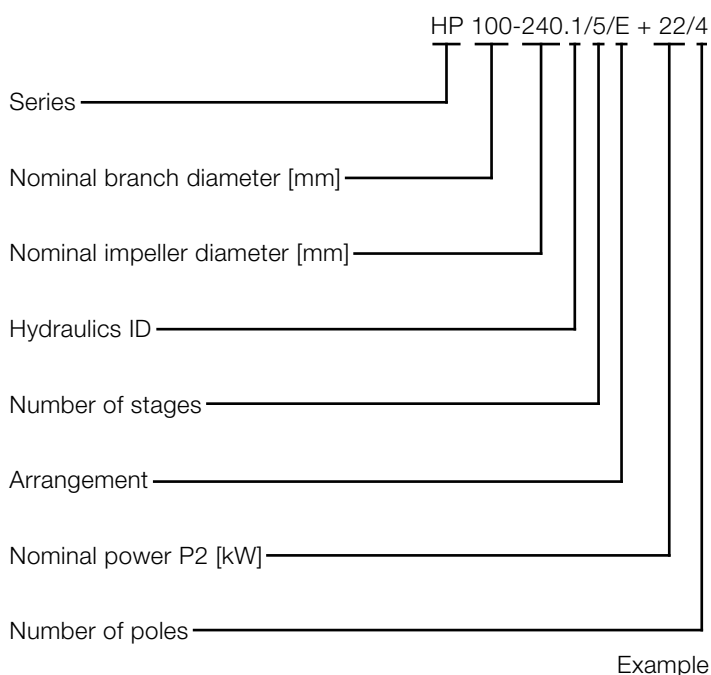 HP 100-240.1/5/E + 22/4
Series
Nominal branch diameter [mm]
Nominal impeller diameter [mm]
Hydraulics ID
Number of stages
Arrangement
Nominal power P2 [kW]
Number of poles
Example